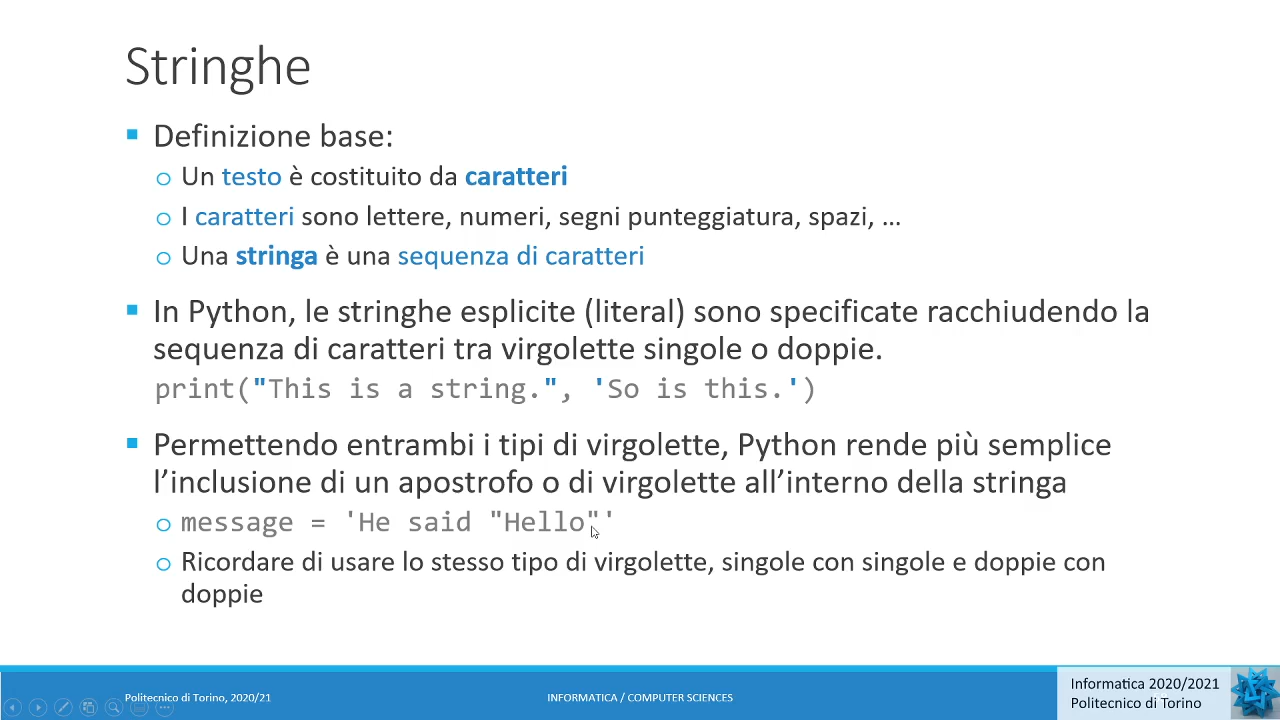 Stringhe
Definizione base:
Un testo è costituito da caratteri
I caratteri sono lettere, numeri, segni punteggiatura, spazi, …
Una stringa è una sequenza di caratteri
In Python, le stringhe esplicite (literal) sono specificate racchiudendo la
sequenza di caratteri tra virgolette singole o doppie.
print("This is a string.", 'So is this.')
Permettendo entrambi i tipi di virgolette, Python rende più semplice
l’inclusione di un apostrofo o di virgolette all’interno della stringa
message = 'He said "Hello"'
Ricordare di usare lo stesso tipo di virgolette, singole con singole e doppie con
doppie
Politecnico di Torino, 2020/21
INFORMATICA / COMPUTER SCIENCES
Informatica 2020/2021
Politecnico di Torino